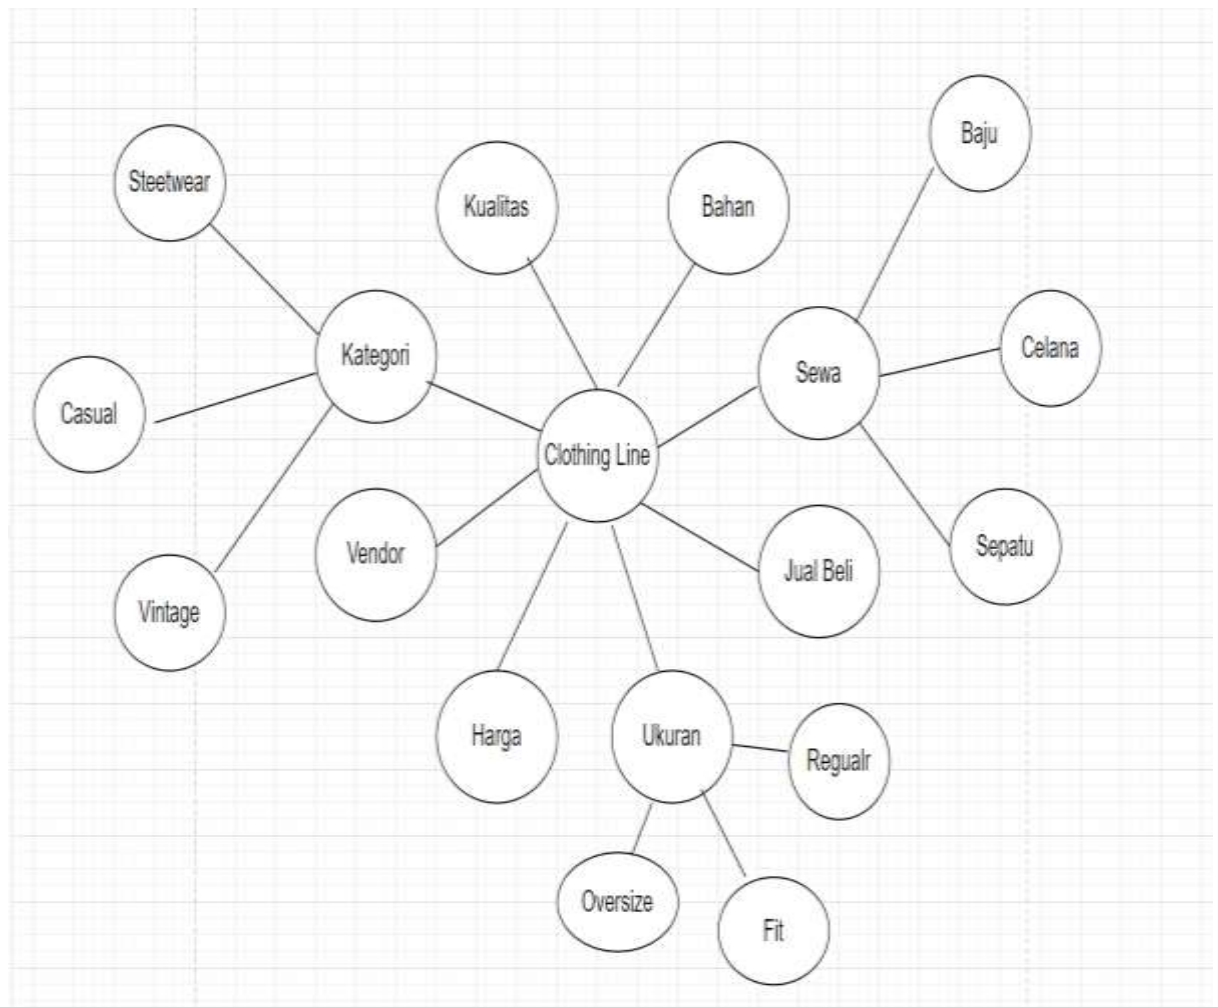 Baju
Steetwear
Kualitas
Bahan
Kategori
Celana
Sewa
Casual
Clothing Line
Vendor
Sepatu
Jual Beli
Vintage
Harga
Ukuran
Regualr
Oversize
Fit